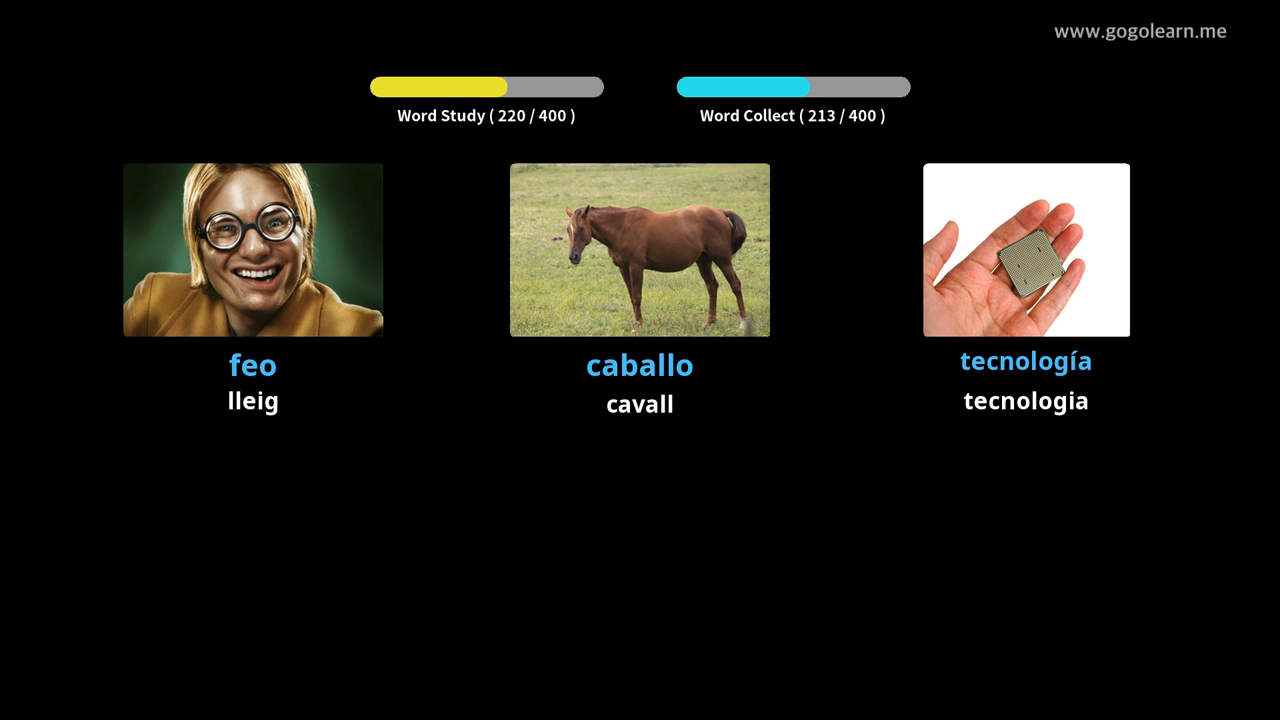 www.gogolearn.me
Word Study ( 220 / 400 )
Word Collect ( 213 / 400 )
feo
lleig
caballo
cavall
tecnología
tecnologia